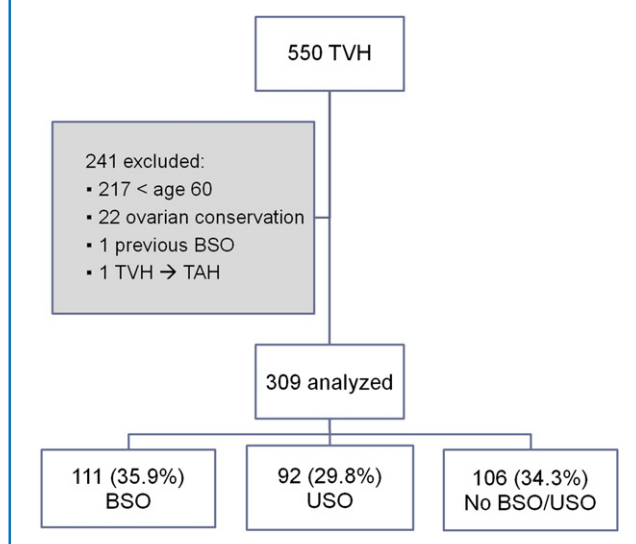 550 TVH
241 excluded:
▪ 217 < age 60
▪ 22 ovarian conservation
▪ 1 previous BSO
▪ 1 TVH → TAH
309 analyzed
111 (35.9%)
BSO
92 (29.8%)
USO
106 (34.3%)
No BSO/USO